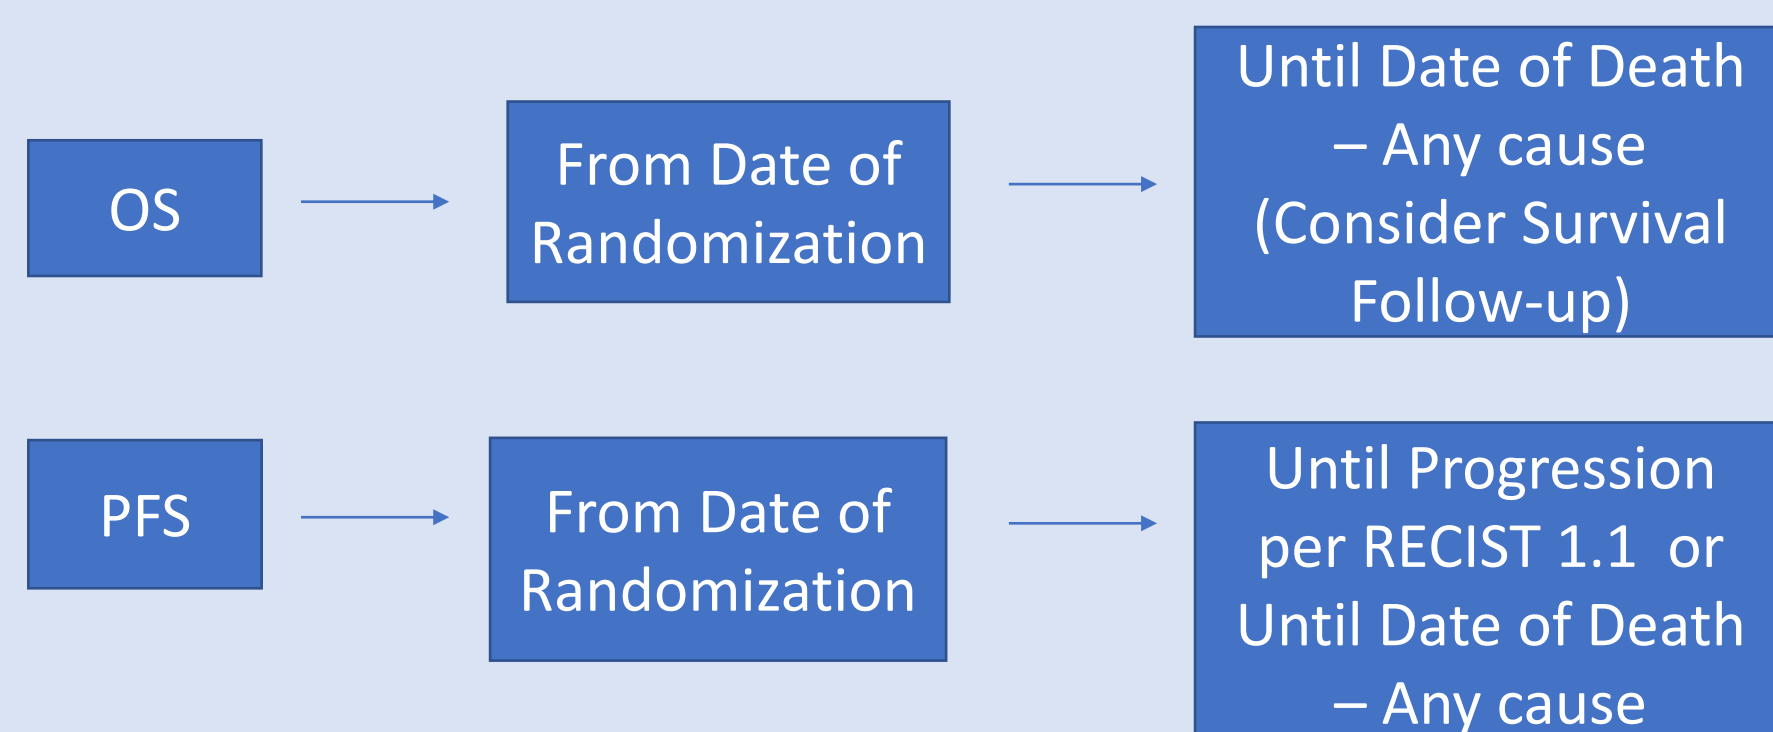 OS
From Date of
Randomization
Until Date of Death
– Any cause
(Consider Survival
Follow-up)
PFS
From Date of
Randomization
Until Progression
per RECIST 1.1  or
Until Date of Death
– Any cause